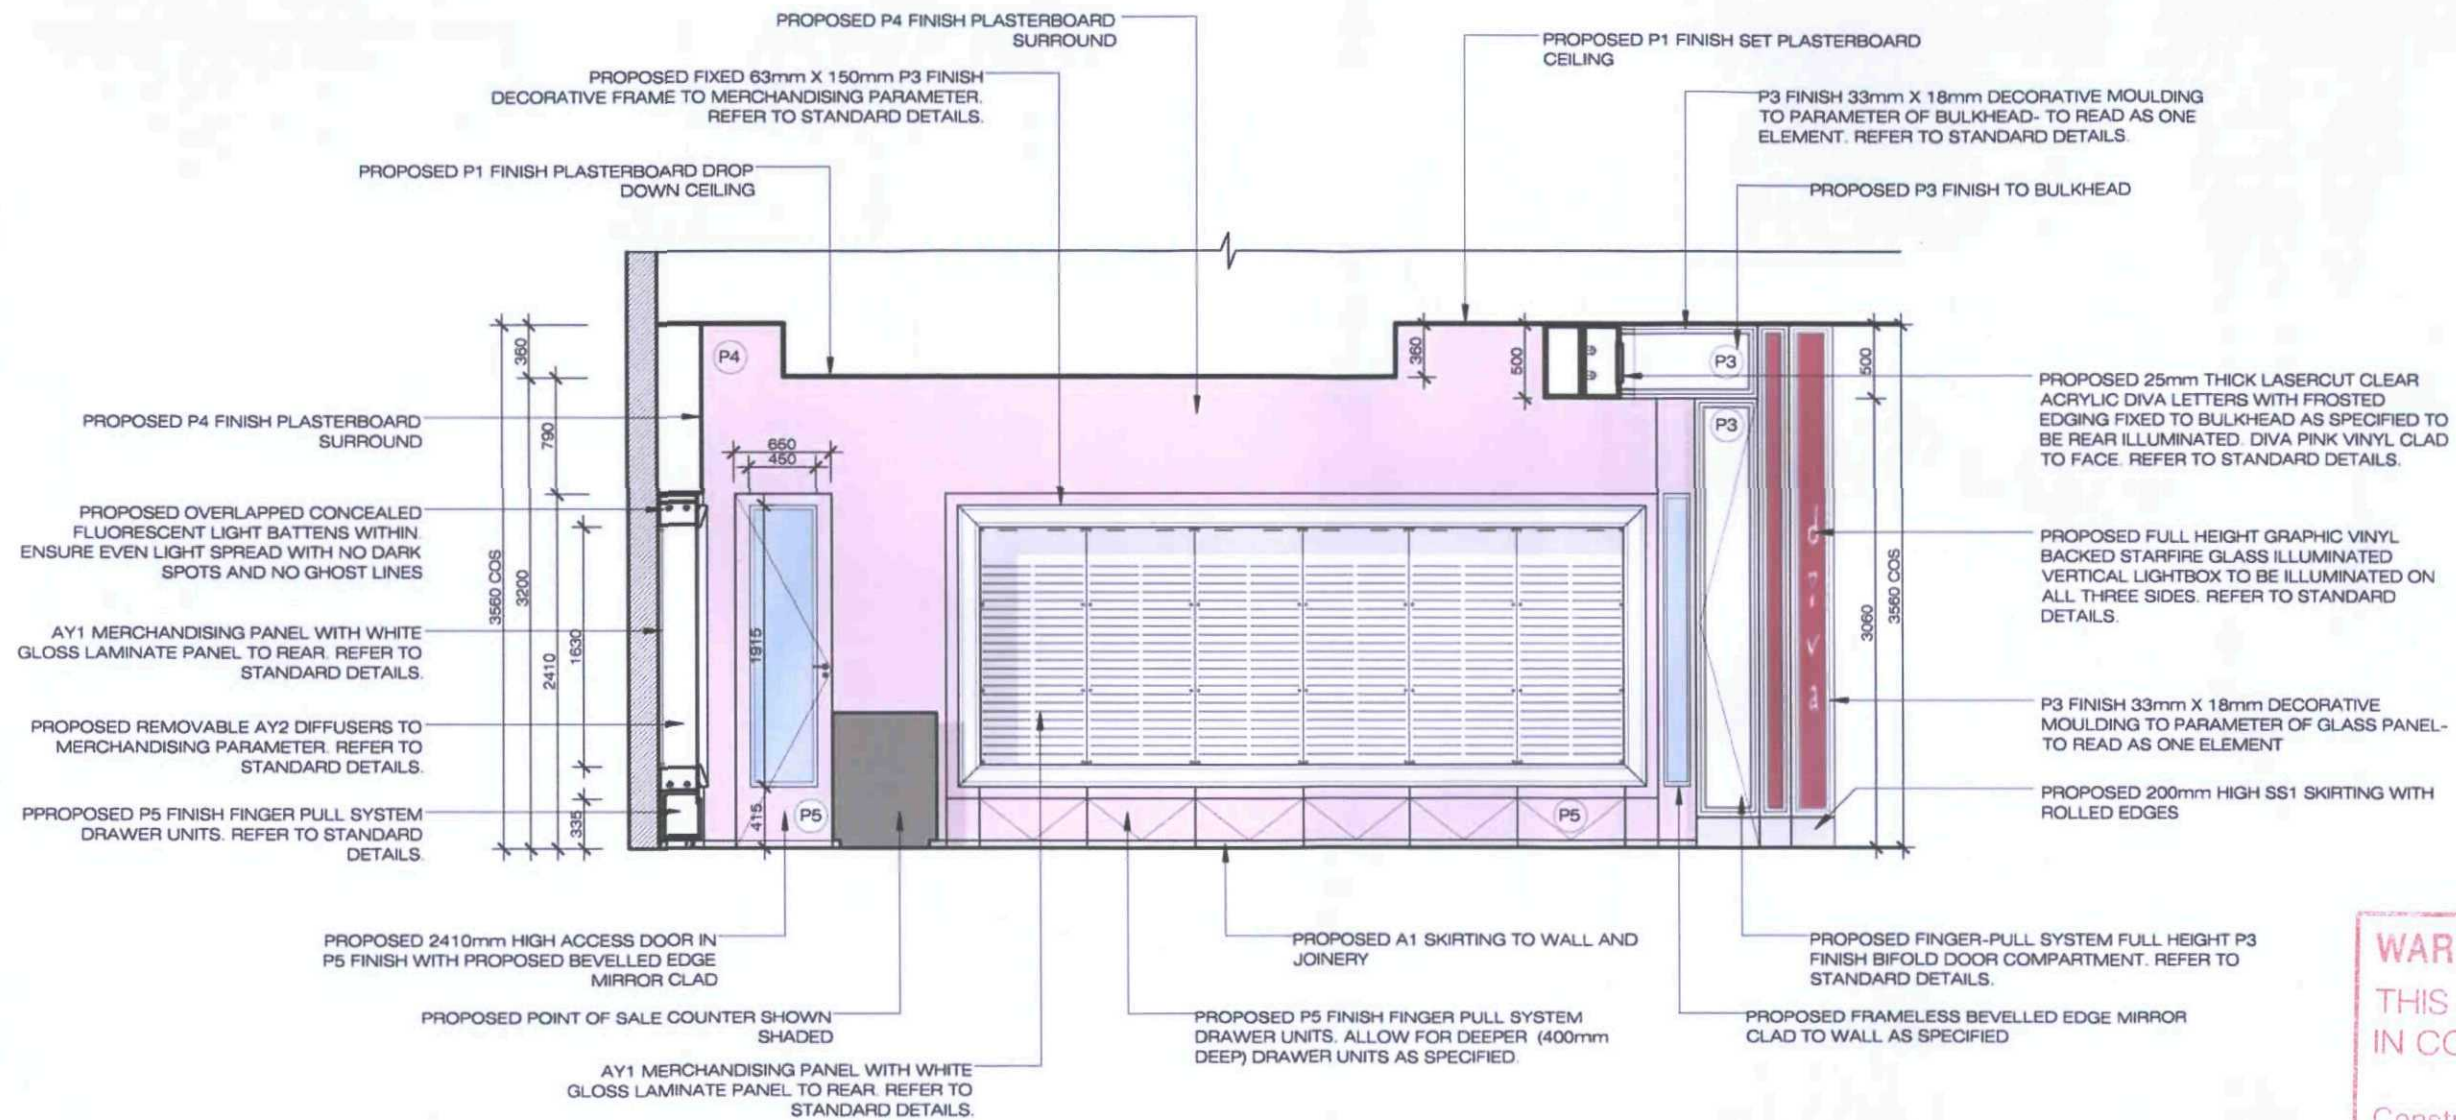 PROPOSED P4 FINISH PLASTERBOARD
SURROUND
PROPOSED FIXED 63mm X 150mm P3 FINISH
DECORATIVE FRAME TO MERCHANDISING PARAMETER.
REFER TO STANDARD DETAILS.
PROPOSED P1 FINISH PLASTERBOARD DROP
DOWN CEILING
PROPOSED P1 FINISH SET PLASTERBOARD
CEILING
P3 FINISH 33mm X 18mm DECORATIVE MOULDING
TO PARAMETER OF BULKHEAD- TO READ AS ONE
ELEMENT. REFER TO STANDARD DETAILS.
PROPOSED P3 FINISH TO BULKHEAD
PROPOSED P4 FINISH PLASTERBOARD
SURROUND
PROPOSED OVERLAPPED CONCEALED
FLUORESCENT LIGHT BATTENS WITHIN.
ENSURE EVEN LIGHT SPREAD WITH NO DARK
SPOTS AND NO GHOST LINES
AY1 MERCHANDISING PANEL WITH WHITE
GLOSS LAMINATE PANEL TO REAR. REFER TO
STANDARD DETAILS.
PROPOSED REMOVABLE AY2 DIFFUSERS TO
MERCHANDISING PARAMETER. REFER TO
STANDARD DETAILS.
PPROPOSED P5 FINISH FINGER PULL SYSTEM
DRAWER UNITS. REFER TO STANDARD
DETAILS.
3560 COS
360
3200
790
2410
1630
335
P4
660
450
1915
415
P5
360
500
P3
P3
P5
d
i
v
a
500
3060
3560 COS
PROPOSED 25mm THICK LASERCUT CLEAR
ACRYLIC DIVA LETTERS WITH FROSTED
EDGING FIXED TO BULKHEAD AS SPECIFIED TO
BE REAR ILLUMINATED. DIVA PINK VINYL CLAD
TO FACE. REFER TO STANDARD DETAILS.
PROPOSED FULL HEIGHT GRAPHIC VINYL
BACKED STARFIRE GLASS ILLUMINATED
VERTICAL LIGHTBOX TO BE ILLUMINATED ON
ALL THREE SIDES. REFER TO STANDARD
DETAILS.
P3 FINISH 33mm X 18mm DECORATIVE
MOULDING TO PARAMETER OF GLASS PANEL-
TO READ AS ONE ELEMENT
PROPOSED 200mm HIGH SS1 SKIRTING WITH
ROLLED EDGES
PROPOSED 2410mm HIGH ACCESS DOOR IN
P5 FINISH WITH PROPOSED BEVELLED EDGE
MIRROR CLAD
PROPOSED POINT OF SALE COUNTER SHOWN
SHADED
AY1 MERCHANDISING PANEL WITH WHITE
GLOSS LAMINATE PANEL TO REAR. REFER TO
STANDARD DETAILS.
PROPOSED A1 SKIRTING TO WALL AND
JOINERY
PROPOSED P5 FINISH FINGER PULL SYSTEM
DRAWER UNITS. ALLOW FOR DEEPER (400mm
DEEP) DRAWER UNITS AS SPECIFIED.
PROPOSED FINGER-PULL SYSTEM FULL HEIGHT P3
FINISH BIFOLD DOOR COMPARTMENT. REFER TO
STANDARD DETAILS.
PROPOSED FRAMELESS BEVELLED EDGE MIRROR
CLAD TO WALL AS SPECIFIED
WAR
THIS
IN CO
Constr